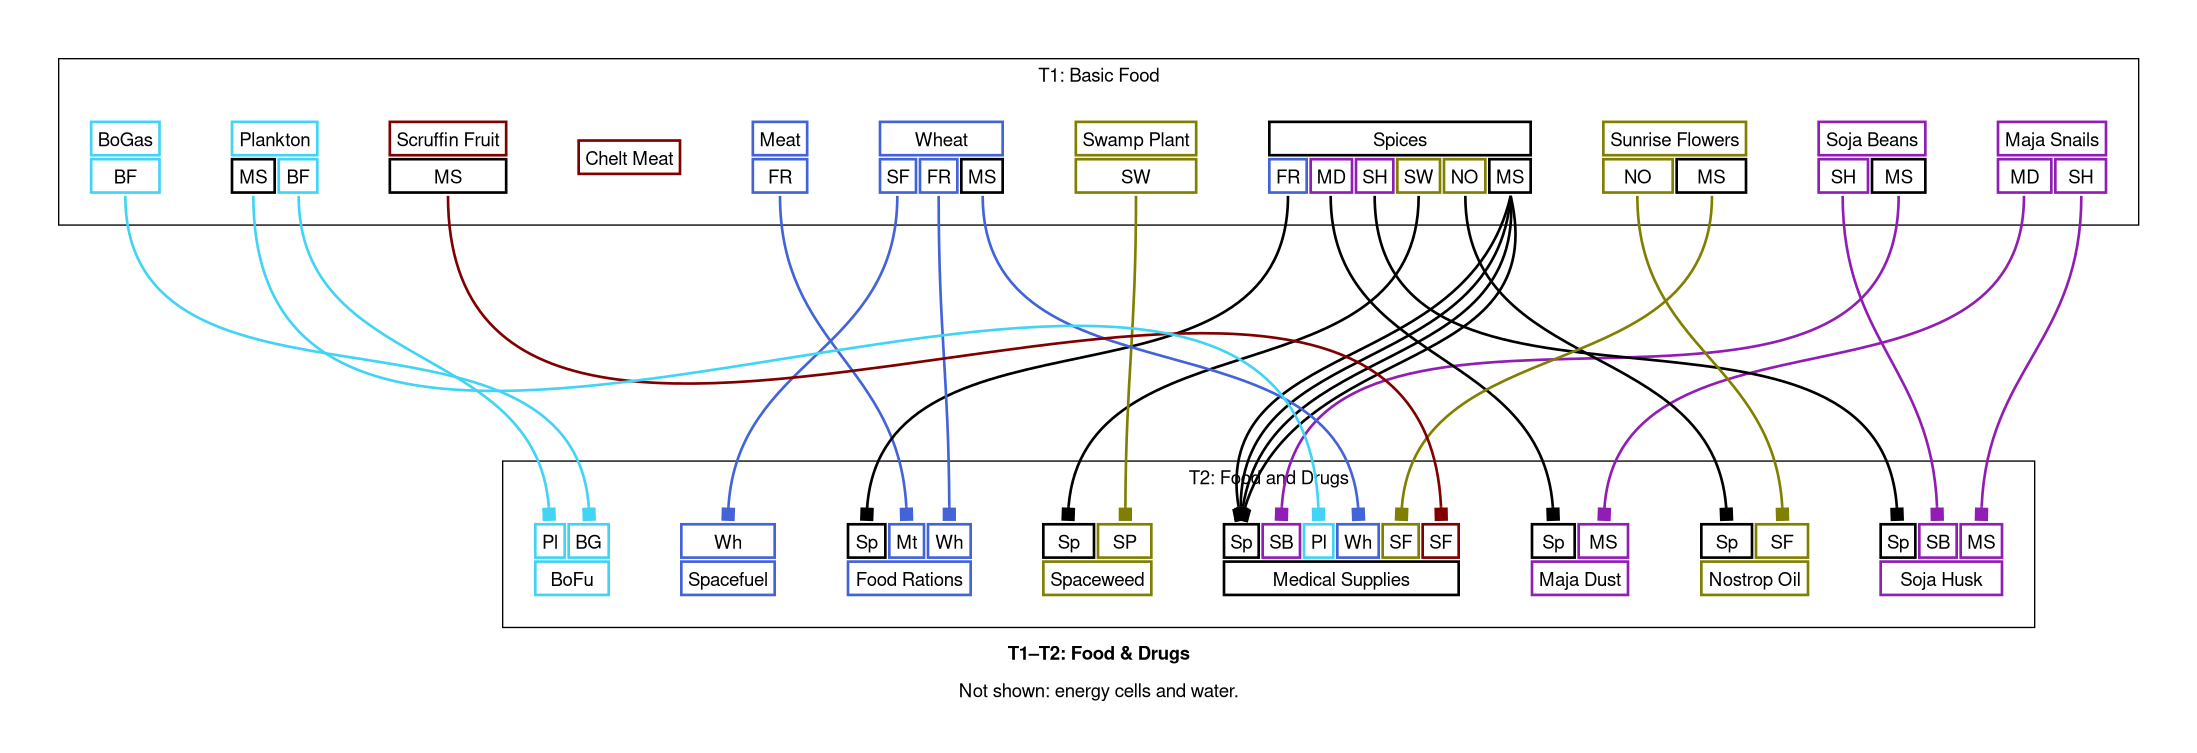 T1: Basic Food
BoGas Plankton Scruffin Fruit Chelt Meat Meat Wheat Swamp Plant Spices Sunrise Flowers Soja Beans Maja Snails
BF MS BF MS FR SF FR MS SW FR MD SH SW NO MS NO MS SH MS MD SH
T2: Food and Drugs
Pl BG Wh Sp Mt Wh Sp SP Sp SB Pl Wh SF SF Sp MS Sp SF Sp SB MS
BoFu Spacefuel Food Rations Spaceweed Medical Supplies Maja Dust Nostrop Oil Soja Husk
T1–T2: Food & Drugs
Not shown: energy cells and water.